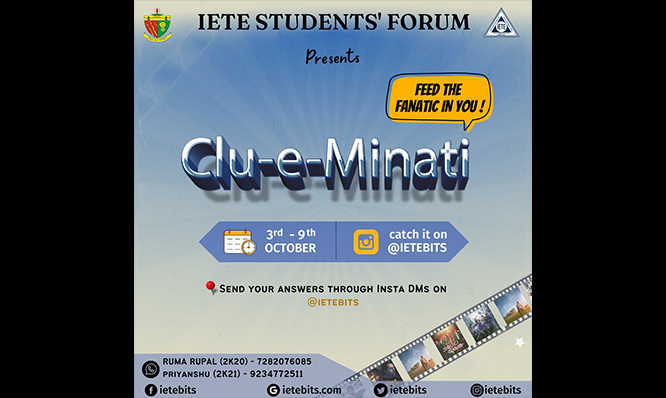 IETE STUDENTS' FORUM
Presents
FEED THE
FANATIC IN YOU !
Clu-e-Minati
3rd - 9th
OCTOBER
catch it on
@IETEBITS
SEND YOUR ANSWERS THROUGH INSTA DMS ON
@IETEBITS
RUMA RUPAL (2K20) - 7282076085
PRIYANSHU (2K21) - 9234772511
ietebits
ietebits.com
ietebits
ietebits